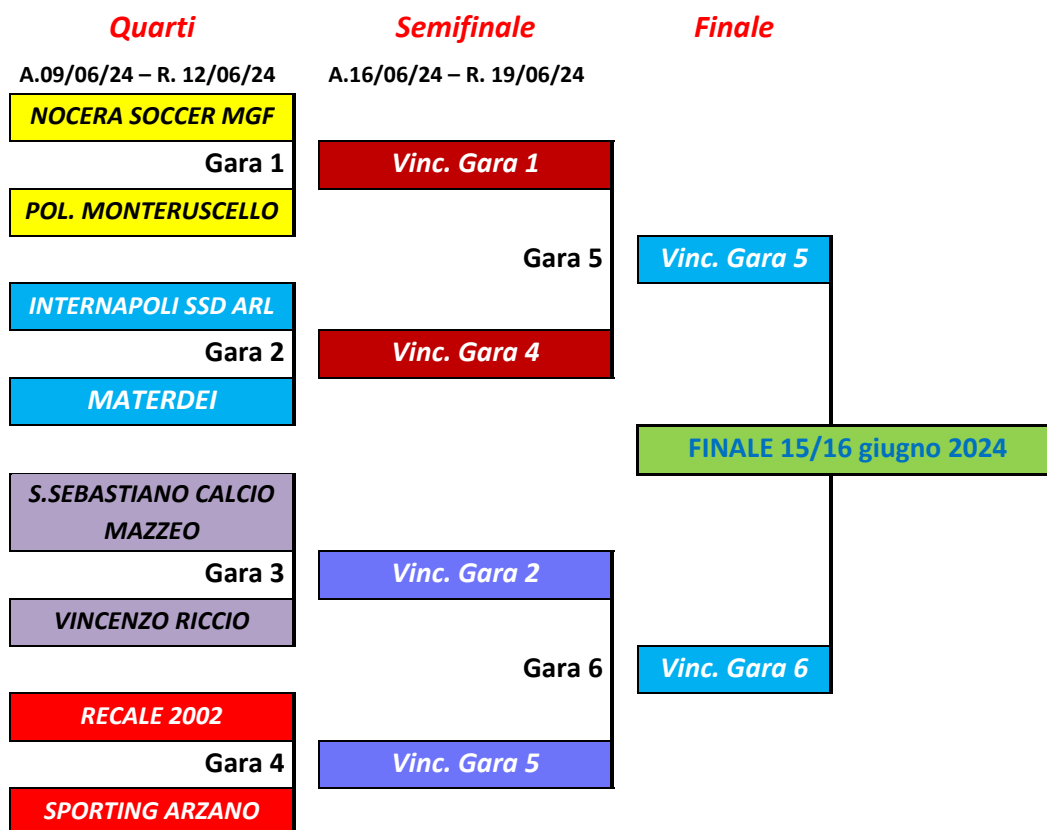 Quarti
Semifinale
Finale
A.09/06/24 – R. 12/06/24
A.16/06/24 – R. 19/06/24
NOCERA SOCCER MGF
Gara 1
POL. MONTERUSCELLO
INTERNAPOLI SSD ARL
Gara 2
MATERDEI
S.SEBASTIANO CALCIO
MAZZEO
Gara 3
VINCENZO RICCIO
RECALE 2002
Gara 4
SPORTING ARZANO
Vinc. Gara 1
Gara 5
Vinc. Gara 4
Vinc. Gara 2
Gara 6
Vinc. Gara 5
Vinc. Gara 5
FINALE 15/16 giugno 2024
Vinc. Gara 6